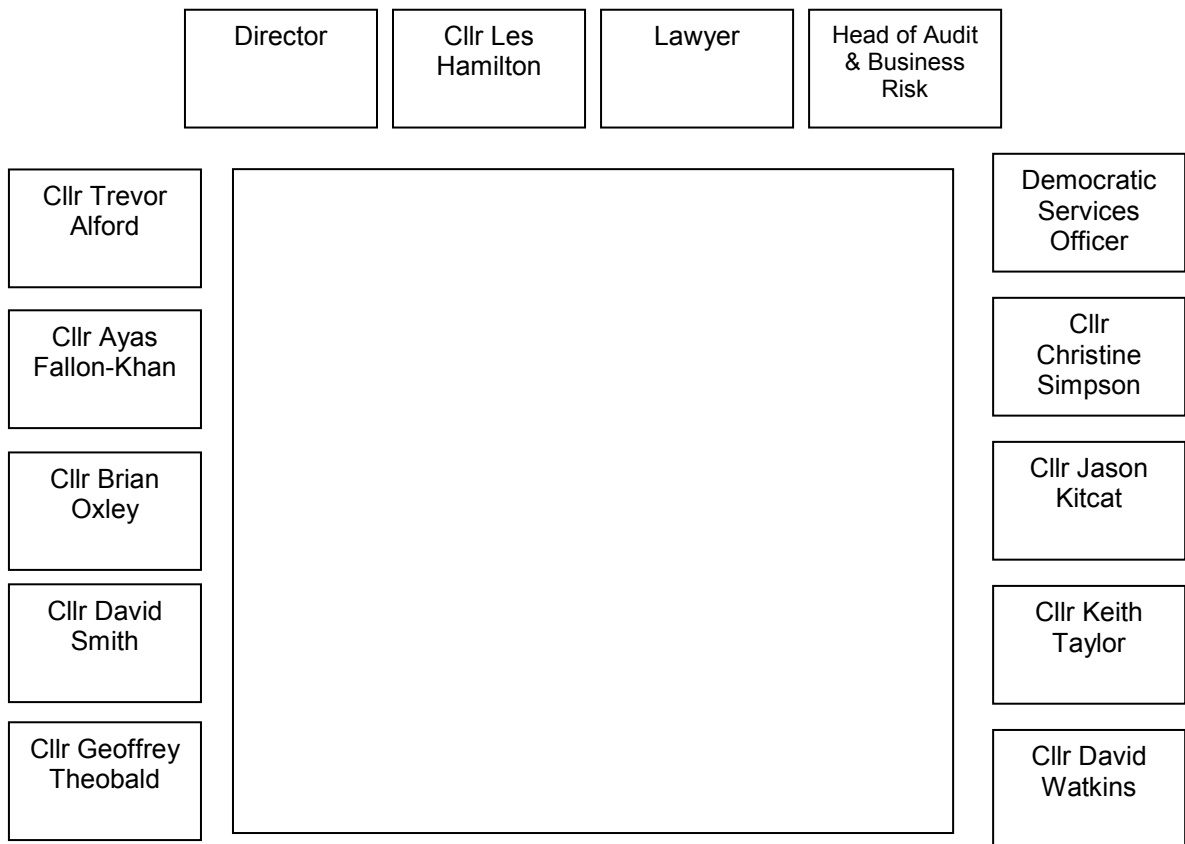 Director
Cllr Les
Hamilton
Lawyer
Head of Audit
& Business
Risk
Cllr Trevor
Alford
Democratic
Services
Officer
Cllr Ayas
Fallon-Khan
Cllr
Christine
Simpson
Cllr Brian
Oxley
Cllr Jason
Kitcat
Cllr David
Smith
Cllr Keith
Taylor
Cllr Geoffrey
Theobald
Cllr David
Watkins